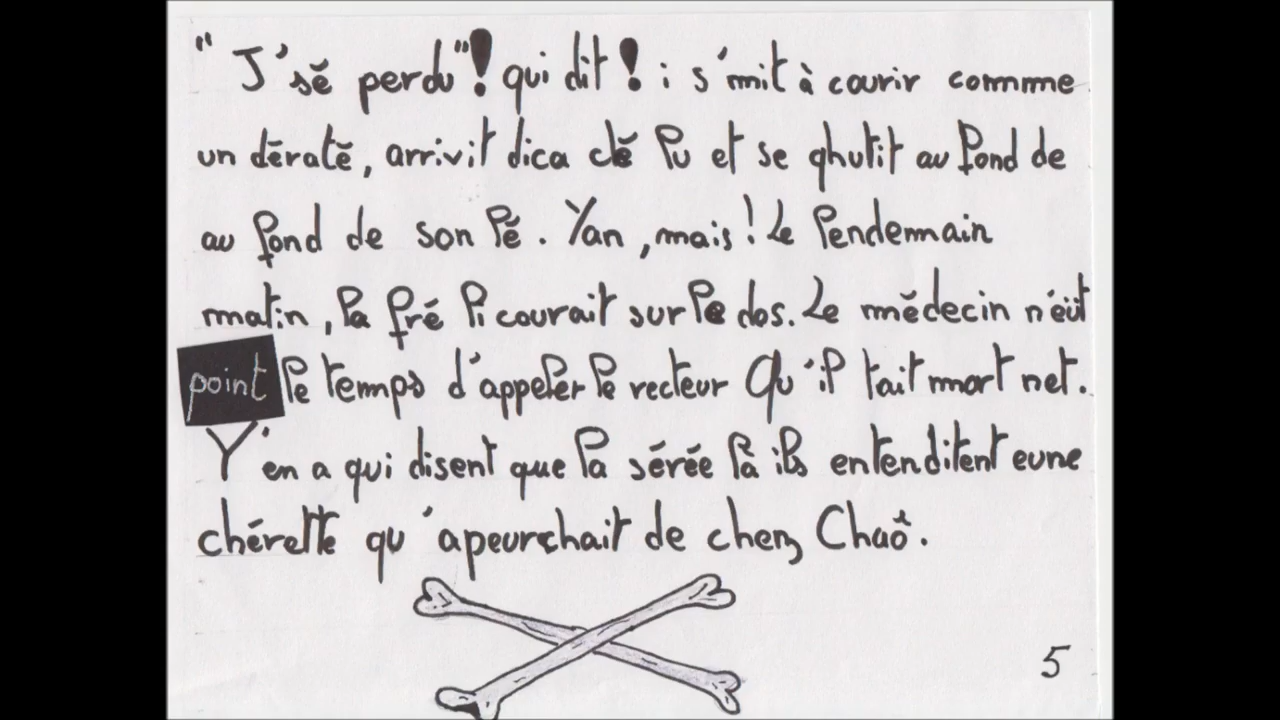 "J'sé perdu"! qui dit! i s'mit à courir comme
un dératé, arrivit dica clé lu et se ghutit au fond de
au fond de son lé. Yan, mais! Le lendemain
matin, la fré li courait sur le dos. Le médecin n'eût
point le temps d'appeler le recteur Qu'il tait mort net.
Y'en a qui disent que la sérée là ils entenditent eune
chérette qu'apeurchait de chez Chaô.
5